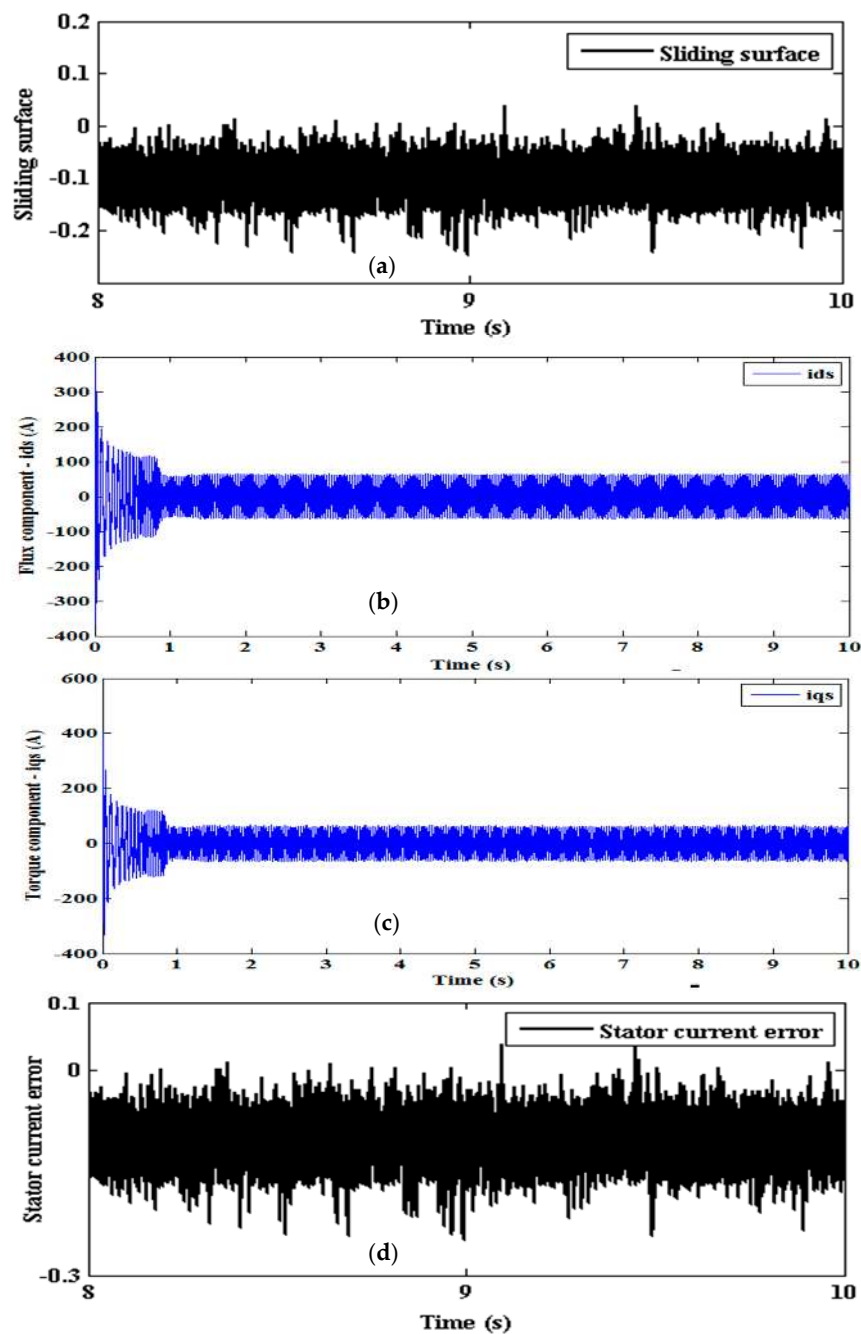 0.2
0.1
0
-0.1
-0.2
Sliding surface
Sliding surface
(a)
8
9
10
Time (s)
400
300
200
100
0
-100
-200
-300
-400
Flux component - ids (A)
ids
(b)
0 1 2 3 4 5 6 7 8 9 10
Time (s)
600
400
200
0
-200
-400
Torque component - iqs (A)
iqs
(c)
0 1 2 3 4 5 6 7 8 9 10
Time (s)
0.1
0
-0.3
Stator current error
Stator current error
(d)
8
9
10
Time (s)